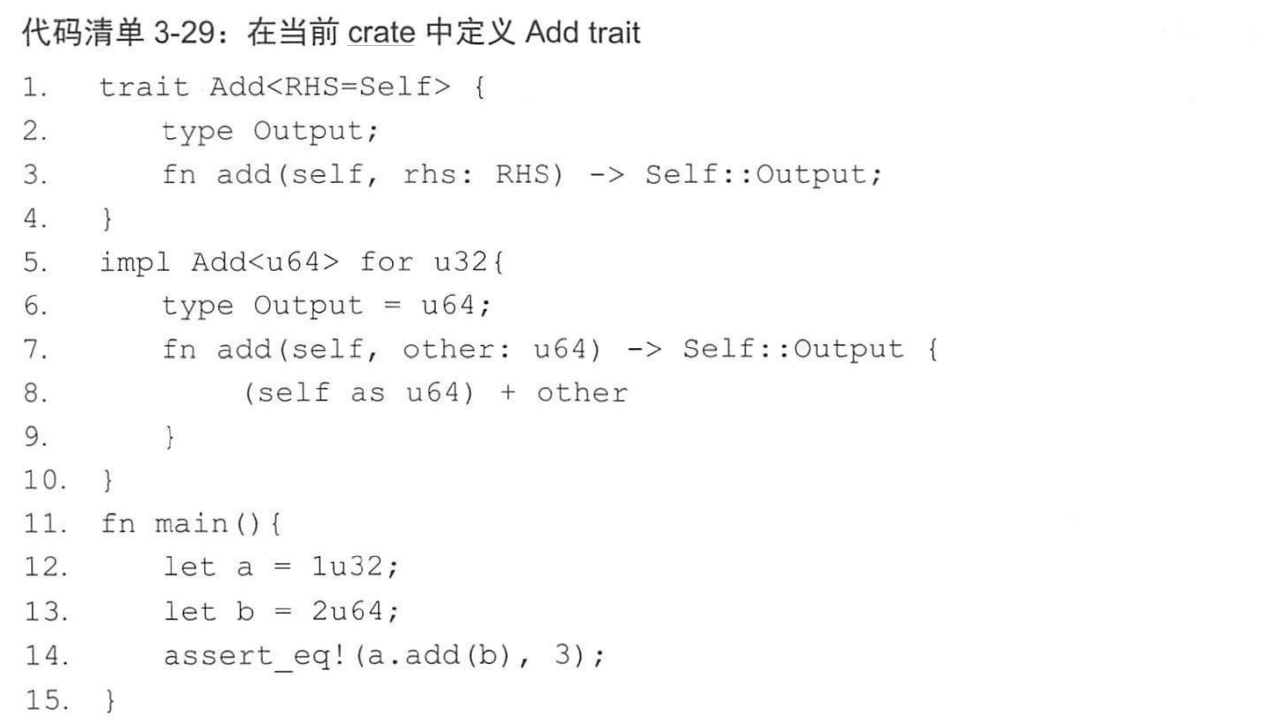 代码清单 3-29：在当前 crate 中定义 Add trait
1. trait Add<RHS=Self> {
2.     type Output;
3.     fn add(self, rhs: RHS) -> Self::Output;
4. }
5. impl Add<u64> for u32{
6.     type Output = u64;
7.     fn add(self, other: u64) -> Self::Output {
8.         (self as u64) + other
9.     }
10. }
11. fn main(){
12.     let a = 1u32;
13.     let b = 2u64;
14.     assert_eq!(a.add(b), 3);
15. }